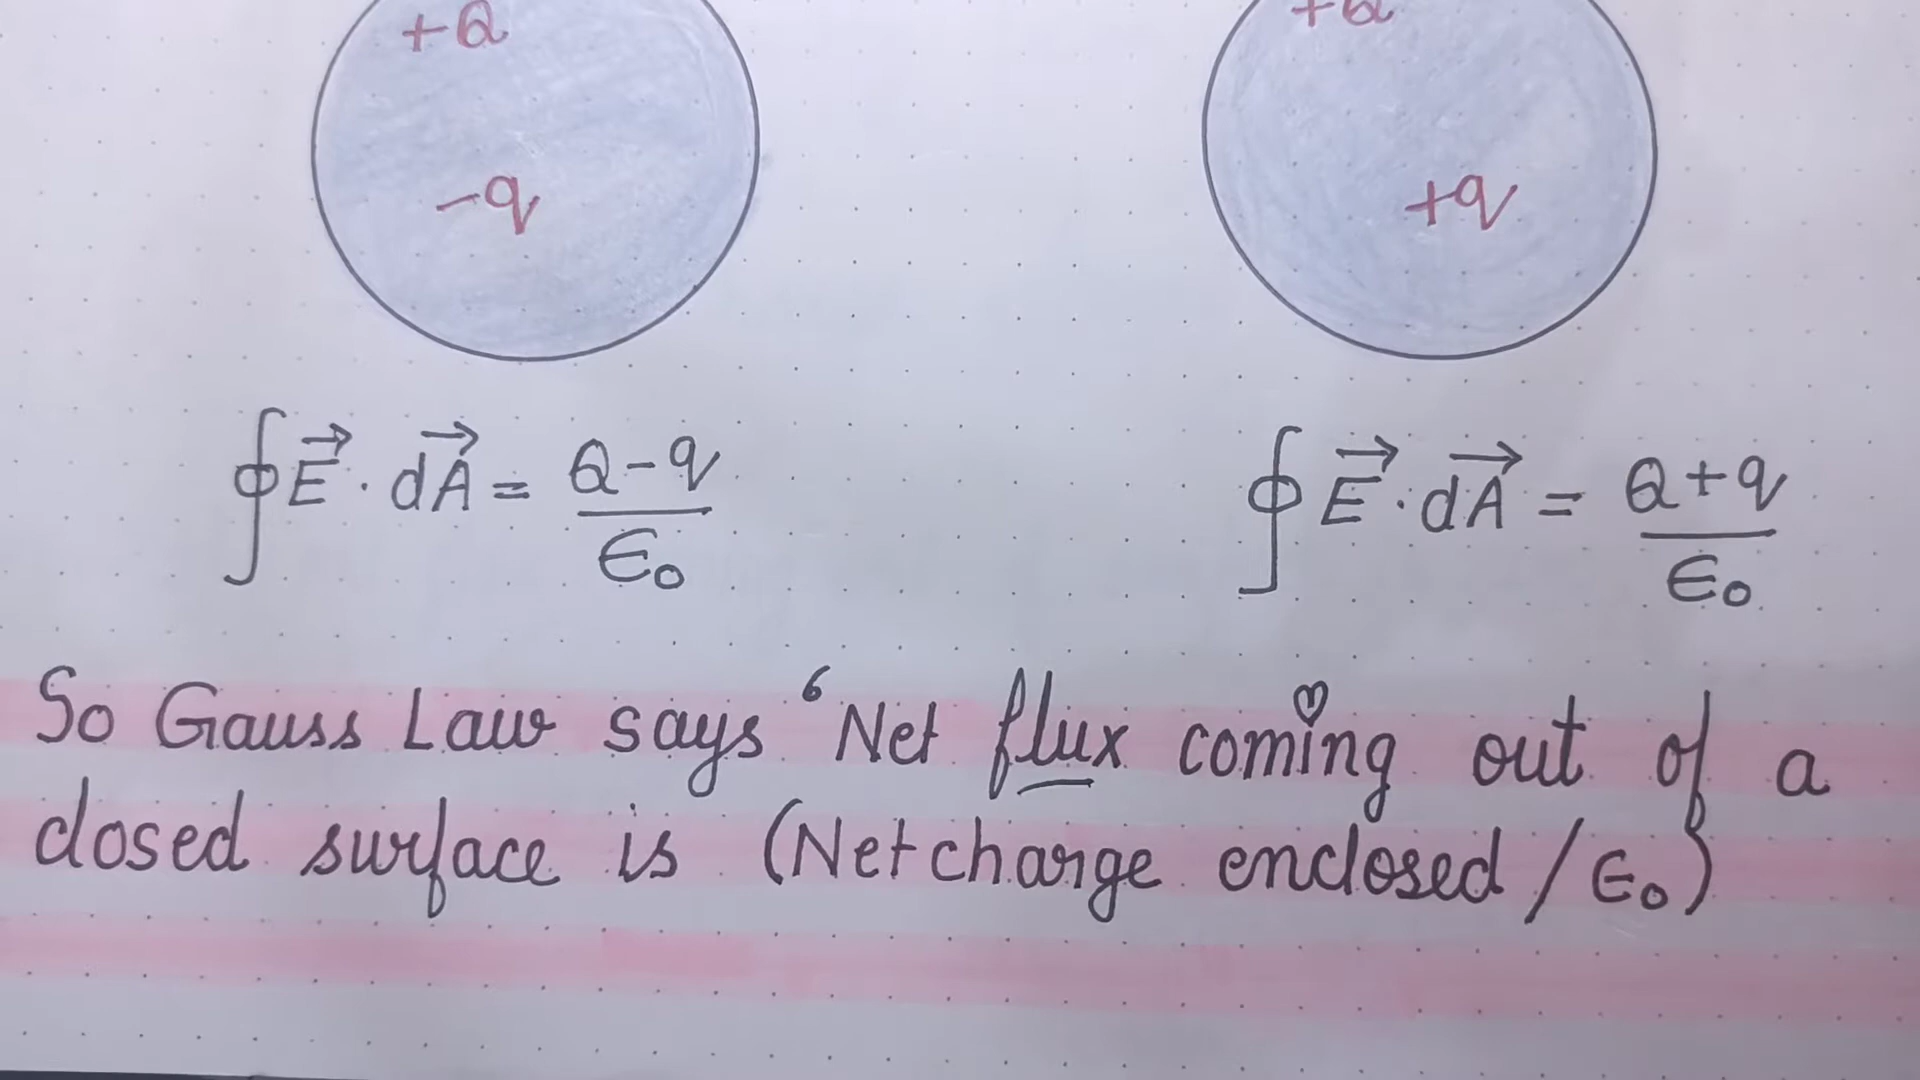 +Q +Q
-q +q
∮E⃗ · dA⃗ = (Q-q)/ϵ₀ ∮E⃗ · dA⃗ = (Q+q)/ϵ₀
So Gauss Law says ‘Net flux coming out of a
closed surface is (Net charge enclosed / ϵ₀)